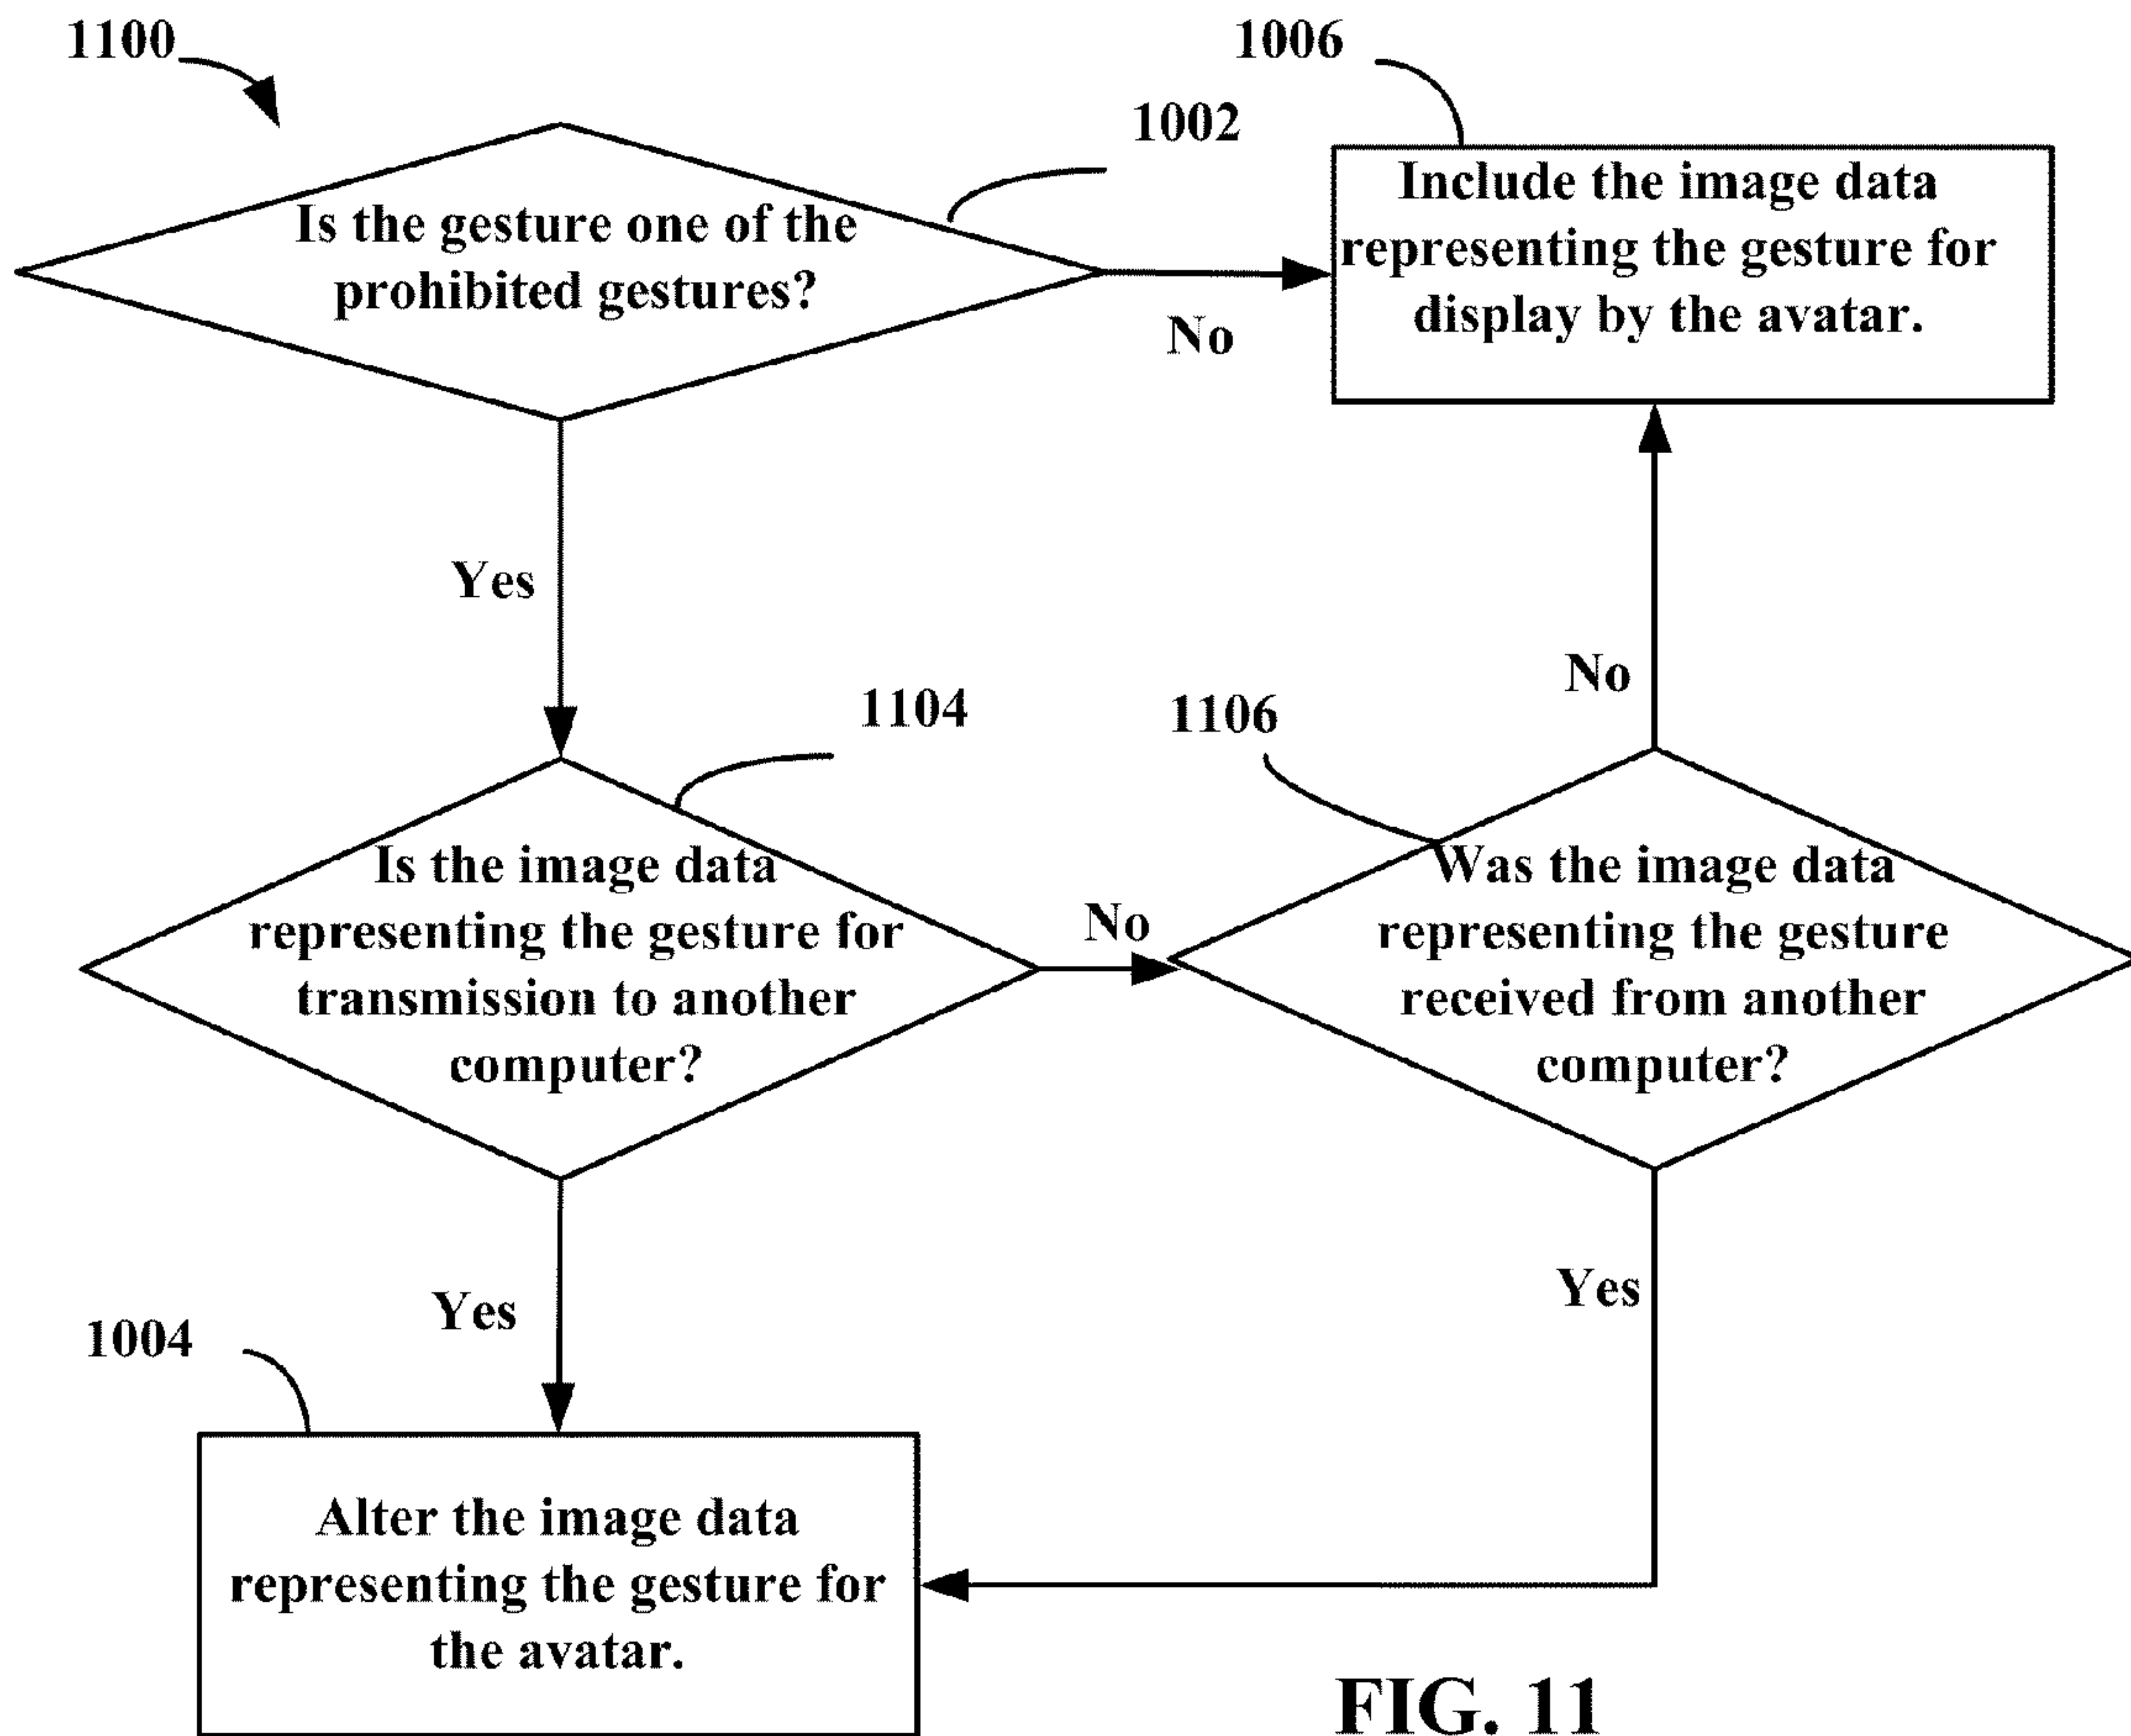 1100
1002
Is the gesture one of the
prohibited gestures?
No
1006
Include the image data
representing the gesture for
display by the avatar.
Yes
1104
Is the image data
representing the gesture for
transmission to another
computer?
No
1106
Was the image data
representing the gesture
received from another
computer?
No
Yes
Yes
1004
Alter the image data
representing the gesture for
the avatar.
FIG. 11